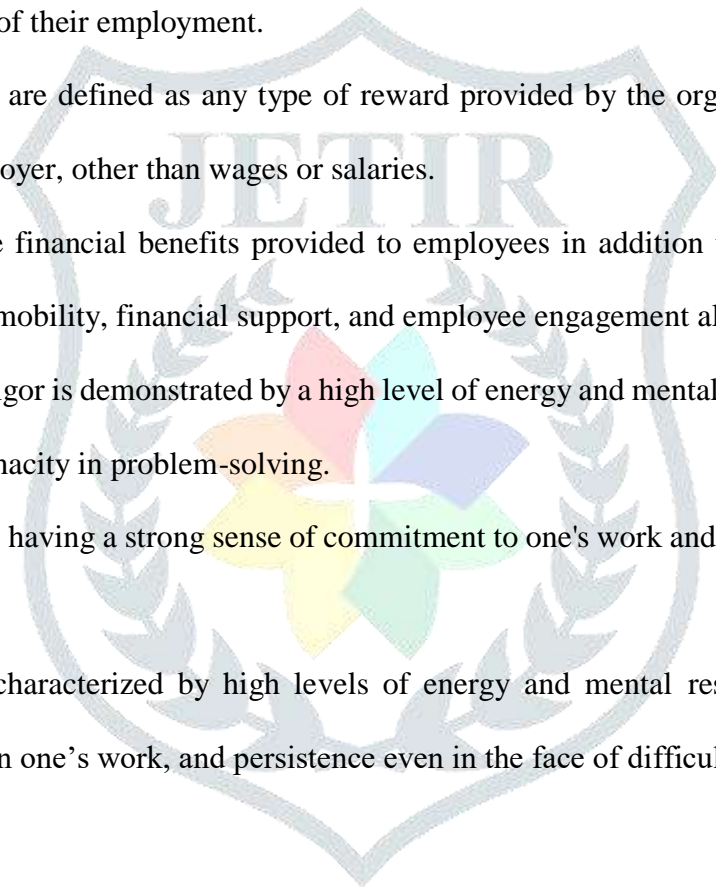 of their employment.
are defined as any type of reward provided by the org
oyer, other than wages or salaries.
JETIR
financial benefits provided to employees in addition
mobility, financial support, and employee engagement al
igor is demonstrated by a high level of energy and mental
nacity in problem-solving.
having a strong sense of commitment to one's work and
characterized by high levels of energy and mental res
n one’s work, and persistence even in the face of difficul